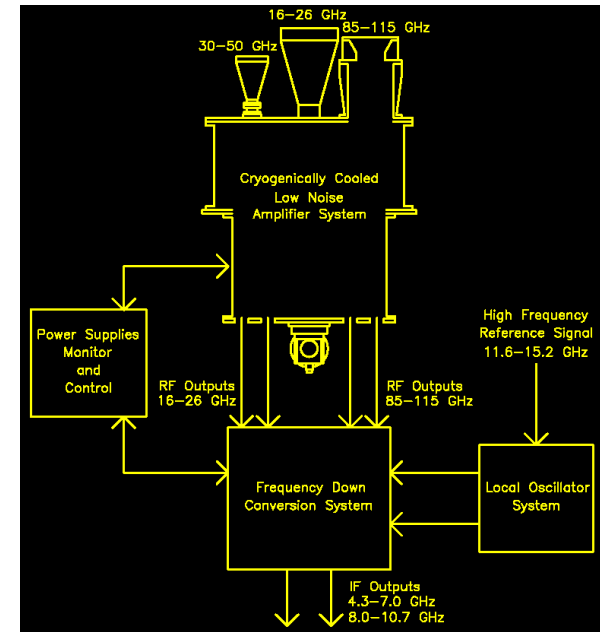 16-26 GHz
85-115 GHz
30-50 GHz
Cryogenically Cooled
Low Noise
Amplifier System
High Frequency
Reference Signal
11.6-15.2 GHz
Power Supplies
Monitor
and
Control
RF Outputs
16-26 GHz
RF Outputs
85-115 GHz
Frequency Down
Conversion System
Local Oscillator
System
IF Outputs
4.3-7.0 GHz
8.0-10.7 GHz